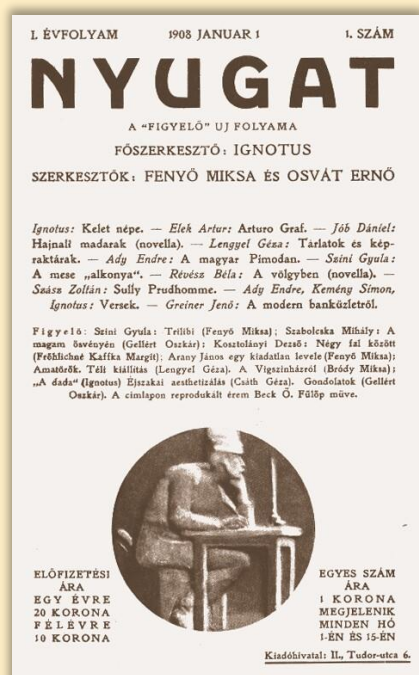 I. ÉVFOLYAM 1908 JANUAR 1 1. SZÁM
NYUGAT
A "FIGYELŐ" UJ FOLYAMA
FŐSZERKESZTŐ: IGNOTUS
SZERKESZTŐK: FENYŐ MIKSA ÉS OSVÁT ERNŐ
Ignotus: Kelet népe. — Elek Artur: Arturo Graf. — Jób Dániel:
Hajnali madarak (novella). — Lengyel Géza: Tárlatok és kép-
raktárak. — Ady Endre: A magyar Pimodan. — Szini Gyula:
A mese „alkonya". — Révész Béla: A völgyben (novella). —
Szász Zoltán: Sully Prudhomme. — Ady Endre, Kemény Simon,
Ignotus: Versek. — Greiner Jenő: A modern banküzletről.
Figyelő: Szini Gyula: Trilibi (Fenyő Miksa); Szabolcska Mihály: A
magam ösvényén (Gellért Oszkár); Kosztolányi Dezső: Négy fal között
(Fröhlichné Kaffka Margit); Arany János egy kiadatlan levele (Fenyő Miksa);
Amatőrök. Téli kiállítás (Lengyel Géza). A Vigszinházról (Bródy Miksa);
„A dada" (Ignotus) Éjszakai aesthetizálás (Csáth Géza). Gondolatok (Gellért
Oszkár). A címlapon reprodukált érem Beck Ö. Fülöp müve.
ELŐFIZETÉSI
ÁRA
EGY ÉVRE
20 KORONA
FÉLÉVRE
10 KORONA
EGYES SZÁM
ÁRA
1 KORONA
MEGJELENIK
MINDEN HÓ
1-ÉN ÉS 15-ÉN
Kiadóhivatal: II., Tudor-utca 6.